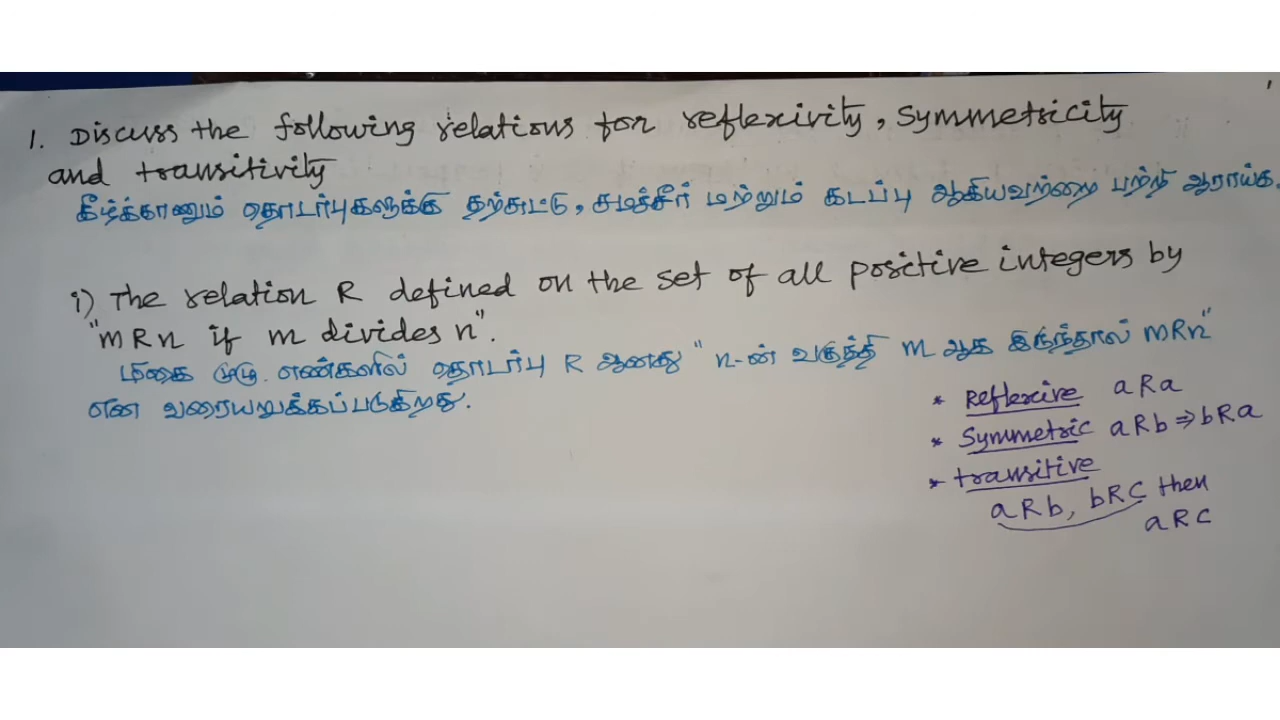 1. Discuss the following relations for reflexivity, Symmetricity
and transitivity
கீழ்க்காணும் தொடர்புகளுக்கு தற்சுட்டு, சமச்சீர் மற்றும் கடப்பு ஆகியவற்றை பற்றி ஆராய்க.
i) The relation R defined on the set of all positive integers by
"mRn if m divides n".
மிகை முழு எண்களில் தொடர்பு R ஆனது "n-ன் வகுத்தி m ஆக இருந்தால் mRn"
என வரையறுக்கப்படுகிறது.
* Reflexive aRa
* Symmetric aRb ⇒ bRa
* transitive
aRb, bRC then
aRC